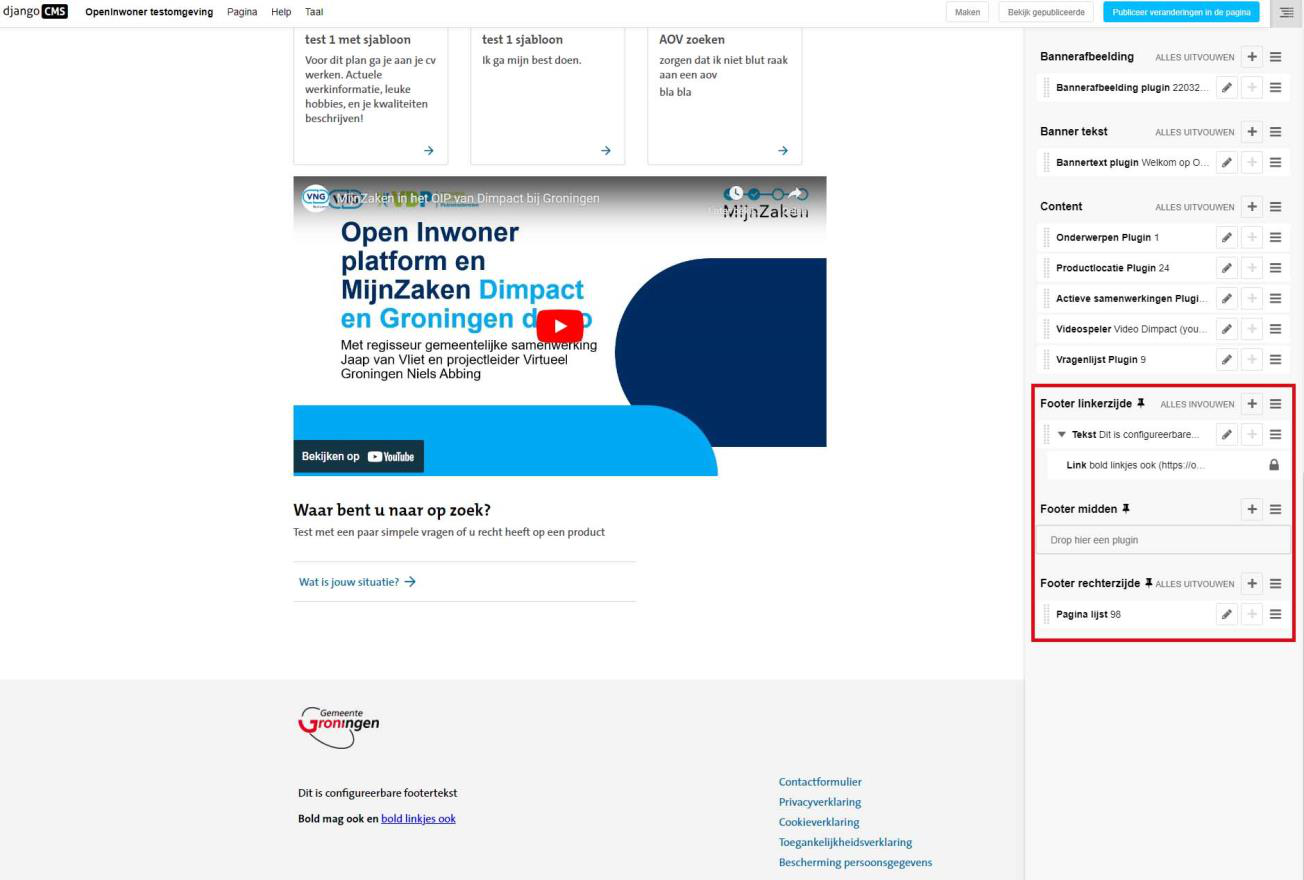 django CMS OpenInwoner testomgeving Pagina Help Taal Maken Bekijk gepubliceerde Publiceer veranderingen in de pagina
test 1 met sjabloon
Voor dit plan ga je aan je cv
werken. Actuele
werkinformatie, leuke
hobbies, en je kwaliteiten
beschrijven!
test 1 sjabloon
Ik ga mijn best doen.
AOV zoeken
zorgen dat ik niet blut raak
aan een aov
bla bla
VNG MijnZaken in het OIP van Dimpact bij Groningen
MijnZaken
Open Inwoner
platform en
MijnZaken Dimpact
en Groningen
Met regisseur gemeentelijke samenwerking
Jaap van Vliet en projectleider Virtueel
Groningen Niels Abbing
Bekijken op YouTube
Waar bent u naar op zoek?
Test met een paar simpele vragen of u recht heeft op een product
Wat is jouw situatie?
Gemeente
Groningen
Dit is configureerbare footertekst
Bold mag ook en bold linkjes ook
Contactformulier
Privacyverklaring
Cookieverklaring
Toegankelijkheidsverklaring
Bescherming persoonsgegevens
Bannerafbeelding ALLES UITVOUWEN
Bannerafbeelding plugin 22032...
Banner tekst ALLES UITVOUWEN
Bannertext plugin Welkom op O...
Content ALLES UITVOUWEN
Onderwerpen Plugin 1
Productlocatie Plugin 24
Actieve samenwerkingen Plugi...
Videospeler Video Dimpact (you...
Vragenlijst Plugin 9
Footer linkerzijde ALLES INVOUWEN
Tekst Dit is configureerbare...
Link bold linkjes ook (https://o...
Footer midden
Drop hier een plugin
Footer rechterzijde ALLES UITVOUWEN
Pagina lijst 98